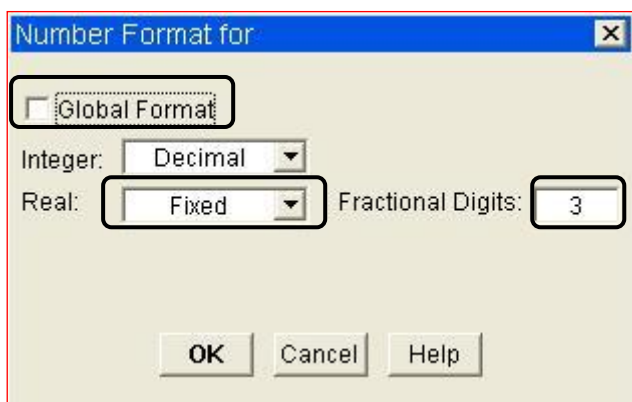 Number Format for
Global Format
Integer: Decimal
Real: Fixed Fractional Digits: 3
OK Cancel Help